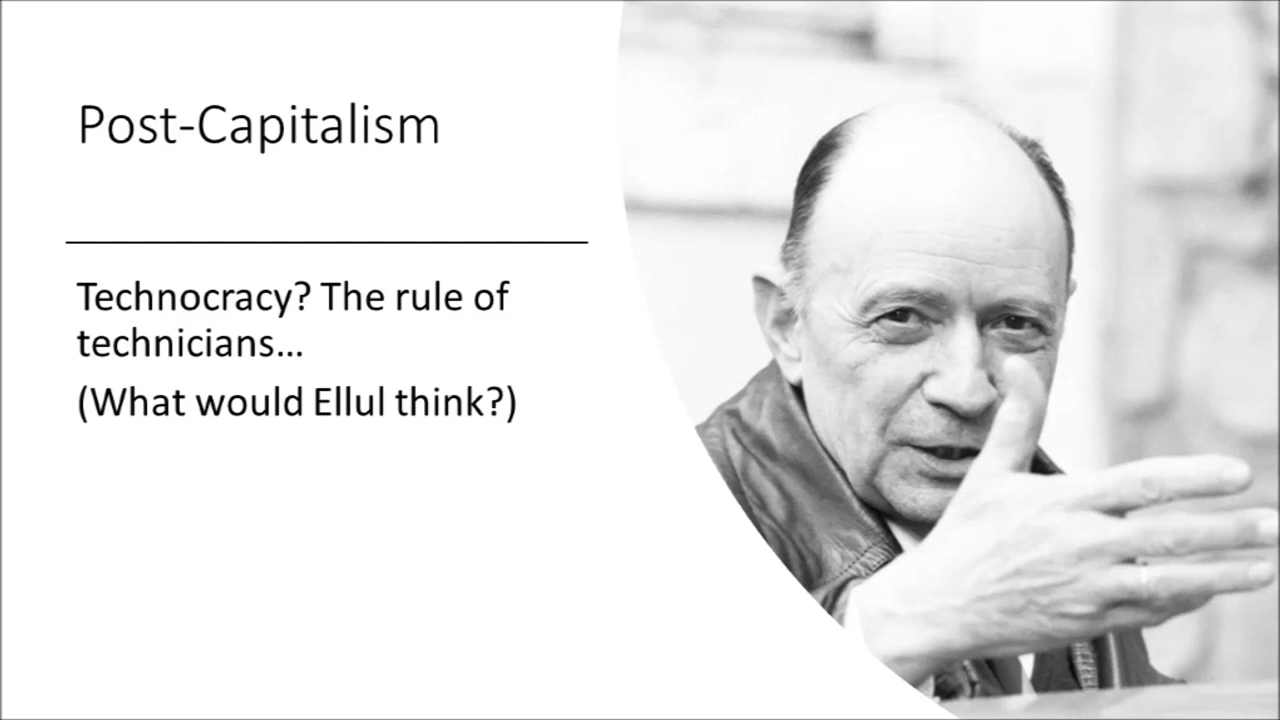 Post-Capitalism
Technocracy? The rule of
technicians...
(What would Ellul think?)